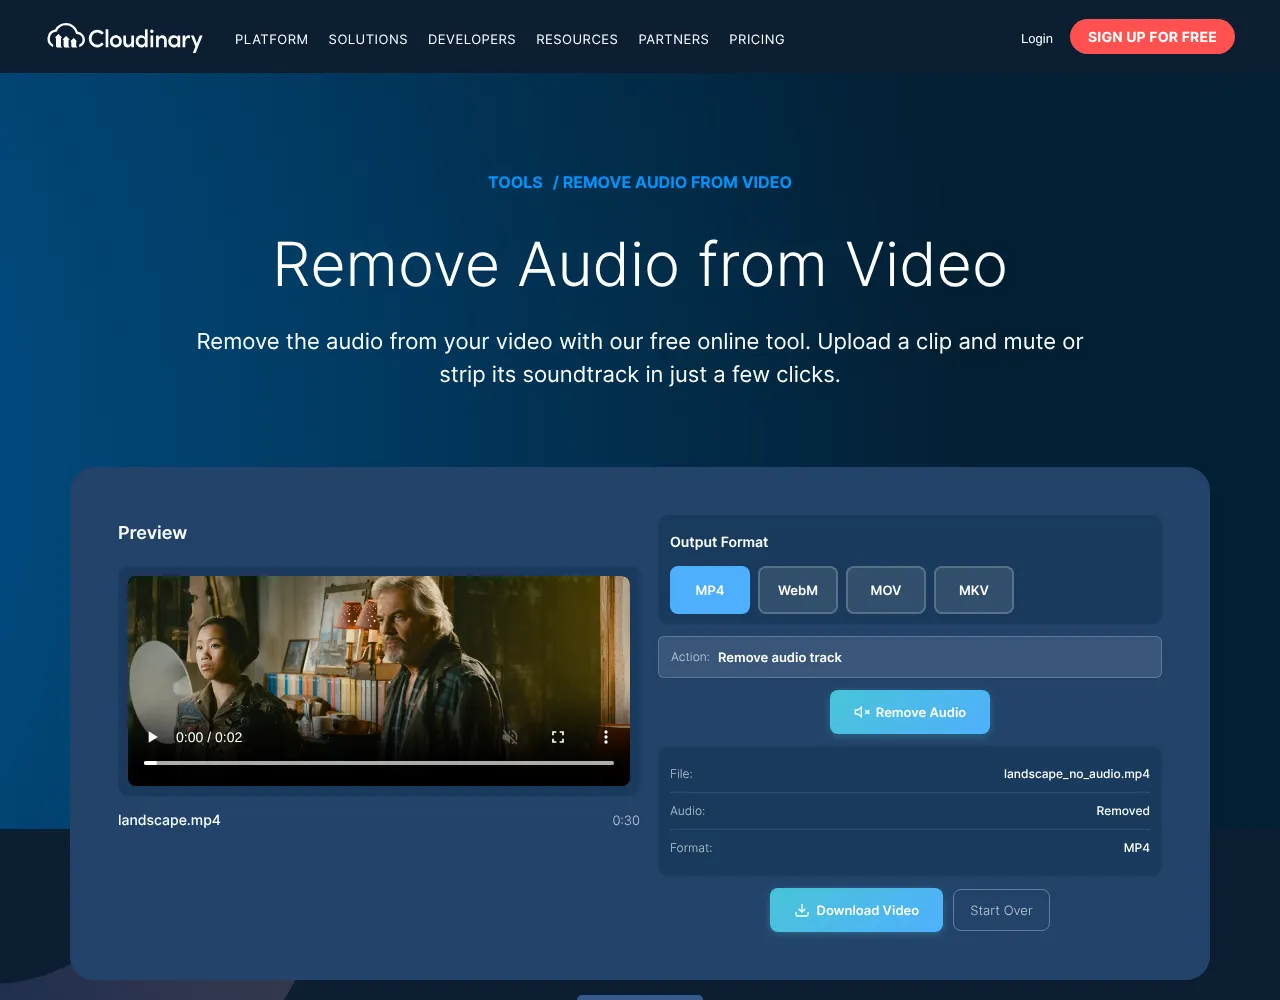 Cloudinary PLATFORM SOLUTIONS DEVELOPERS RESOURCES PARTNERS PRICING Login SIGN UP FOR FREE
TOOLS / REMOVE AUDIO FROM VIDEO
Remove Audio from Video
Remove the audio from your video with our free online tool. Upload a clip and mute or
strip its soundtrack in just a few clicks.
Preview
0:00 / 0:02
landscape.mp4 0:30
Output Format
MP4 WebM MOV MKV
Action: Remove audio track
Remove Audio
File: landscape_no_audio.mp4
Audio: Removed
Format: MP4
Download Video Start Over